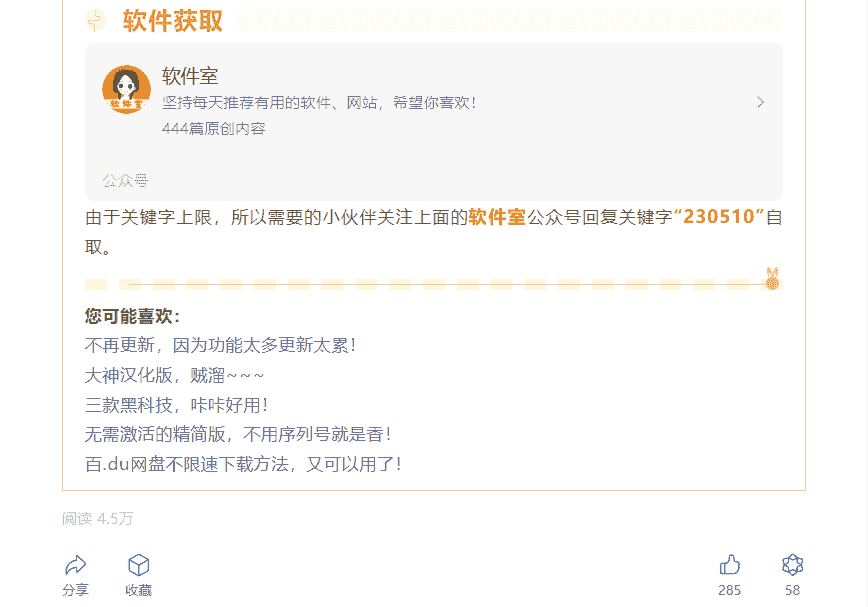 软件获取
软件室
软件室
坚持每天推荐有用的软件、网站，希望你喜欢！
444篇原创内容
公众号
由于关键字上限，所以需要的小伙伴关注上面的软件室公众号回复关键字“230510”自
取。
您可能喜欢：
不再更新，因为功能太多更新太累！
大神汉化版，贼溜~~~
三款黑科技，咔咔好用！
无需激活的精简版，不用序列号就是香！
百.du网盘不限速下载方法，又可以用了！
阅读 4.5万
分享 收藏 285 58